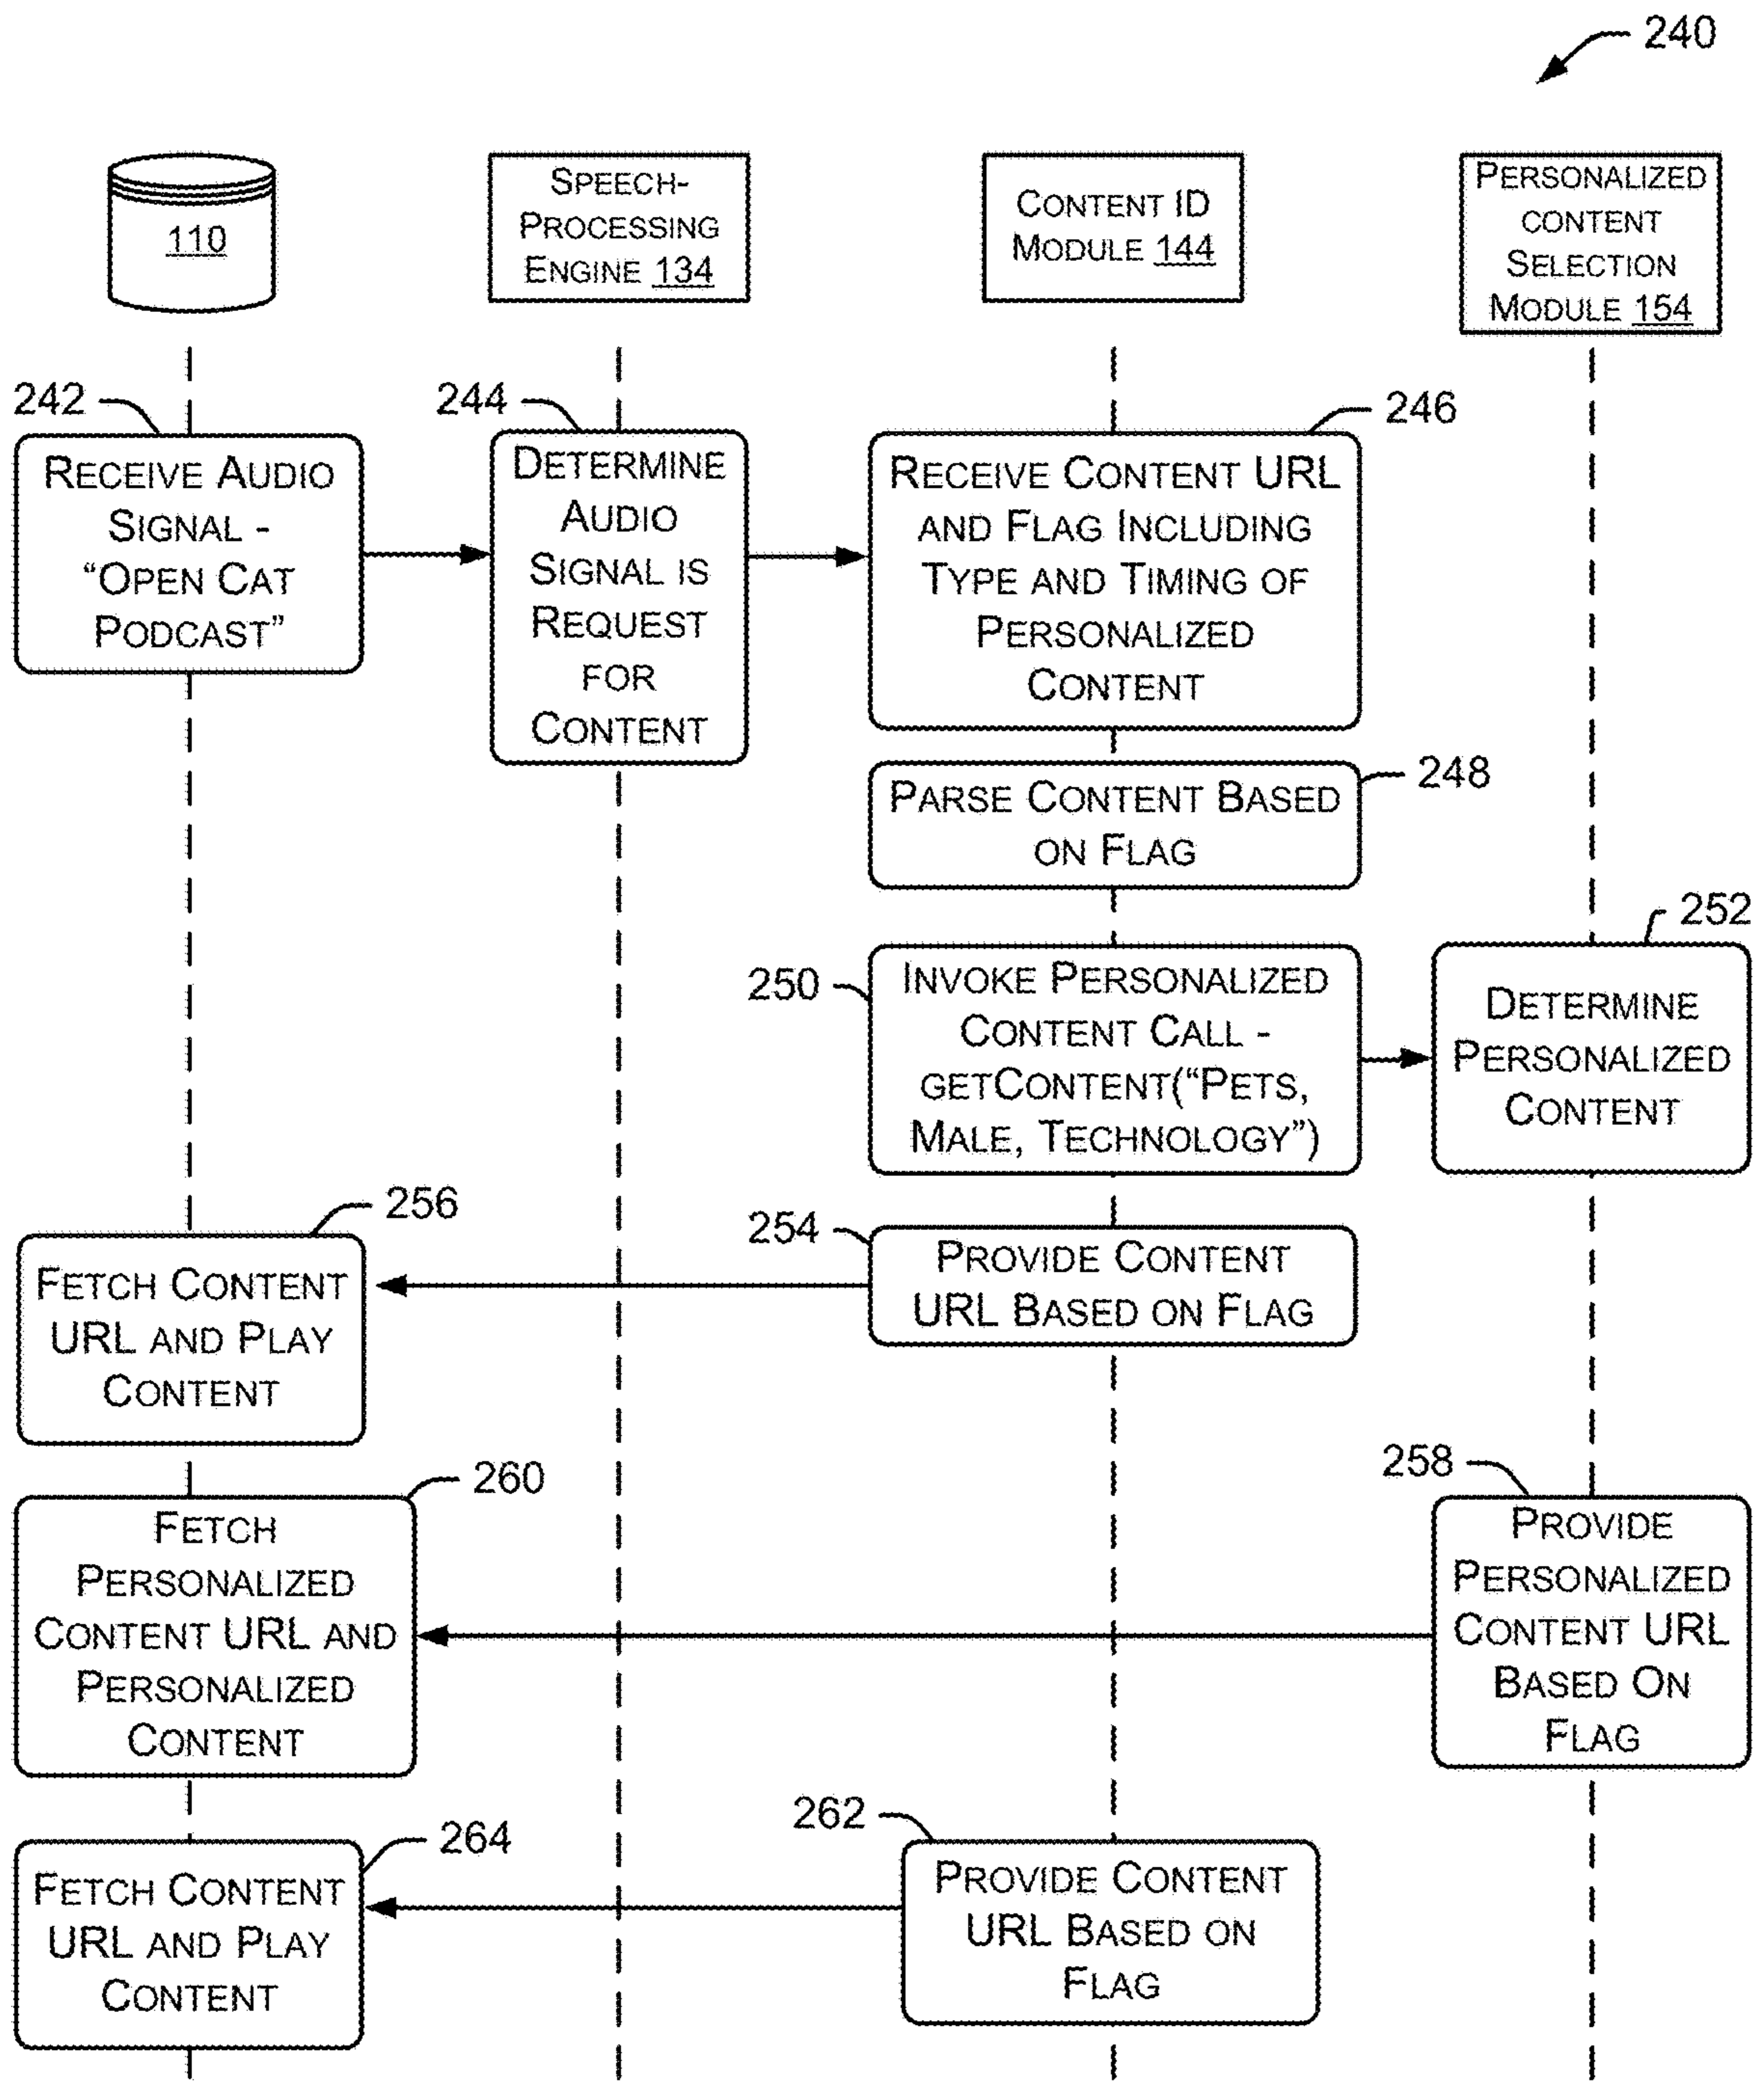 240
110
SPEECH-
PROCESSING
ENGINE 134
CONTENT ID
MODULE 144
PERSONALIZED
CONTENT
SELECTION
MODULE 154
242
RECEIVE AUDIO
SIGNAL -
“OPEN CAT
PODCAST”
244
DETERMINE
AUDIO
SIGNAL IS
REQUEST
FOR
CONTENT
246
RECEIVE CONTENT URL
AND FLAG INCLUDING
TYPE AND TIMING OF
PERSONALIZED
CONTENT
248
PARSE CONTENT BASED
ON FLAG
250
INVOKE PERSONALIZED
CONTENT CALL -
GETCONTENT(“PETS,
MALE, TECHNOLOGY”)
252
DETERMINE
PERSONALIZED
CONTENT
254
PROVIDE CONTENT
URL BASED ON FLAG
256
FETCH CONTENT
URL AND PLAY
CONTENT
258
PROVIDE
PERSONALIZED
CONTENT URL
BASED ON
FLAG
260
FETCH
PERSONALIZED
CONTENT URL AND
PERSONALIZED
CONTENT
262
PROVIDE CONTENT
URL BASED ON
FLAG
264
FETCH CONTENT
URL AND PLAY
CONTENT